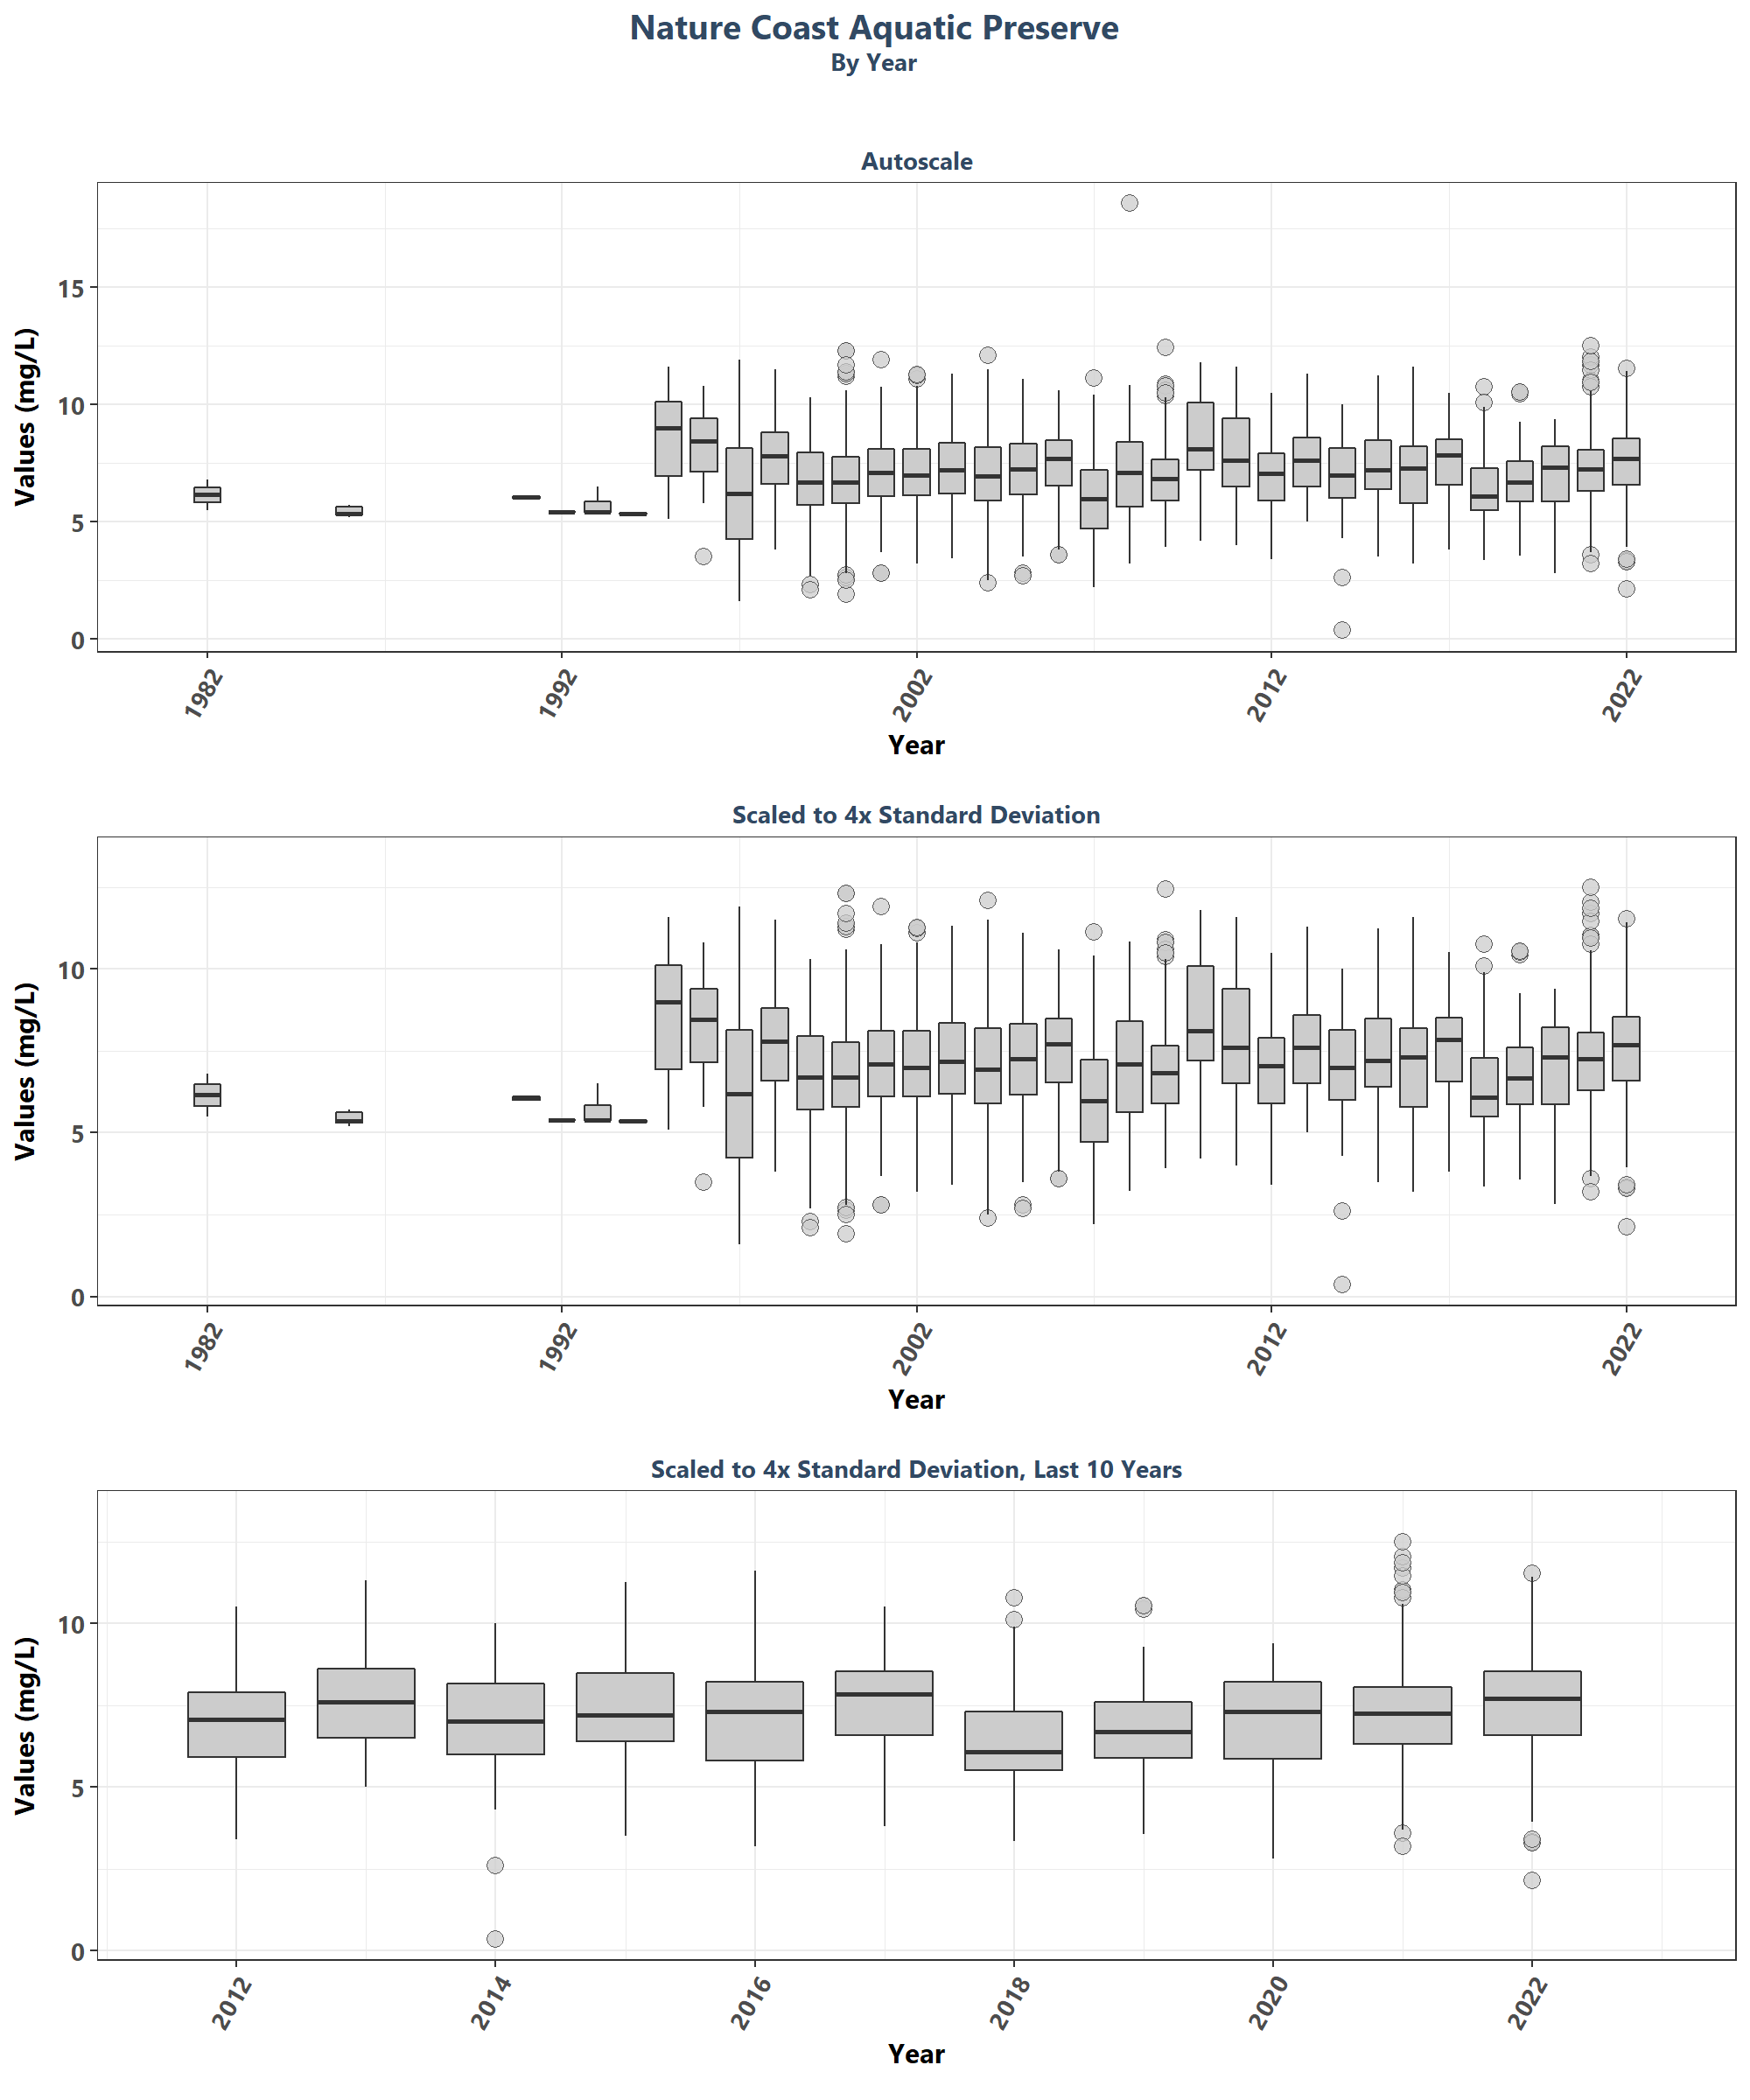 Nature Coast Aquatic Preserve
By Year
Autoscale
Values (mg/L)
15
10
5
0
1982
1992
2002
2012
2022
Year
Scaled to 4x Standard Deviation
Values (mg/L)
10
5
0
1982
1992
2002
2012
2022
Year
Scaled to 4x Standard Deviation, Last 10 Years
Values (mg/L)
10
5
0
2012
2014
2016
2018
2020
2022
Year